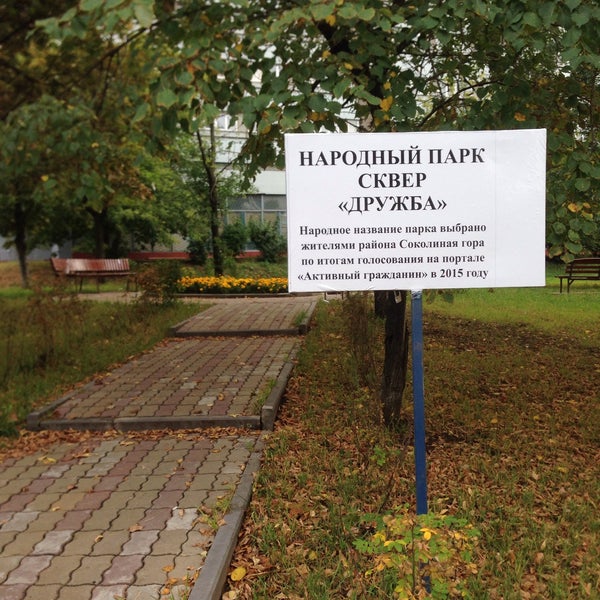 НАРОДНЫЙ ПАРК
СКВЕР
«ДРУЖБА»
Народное название парка выбрано
жителями района Соколиная гора
по итогам голосования на портале
«Активный гражданин» в 2015 году